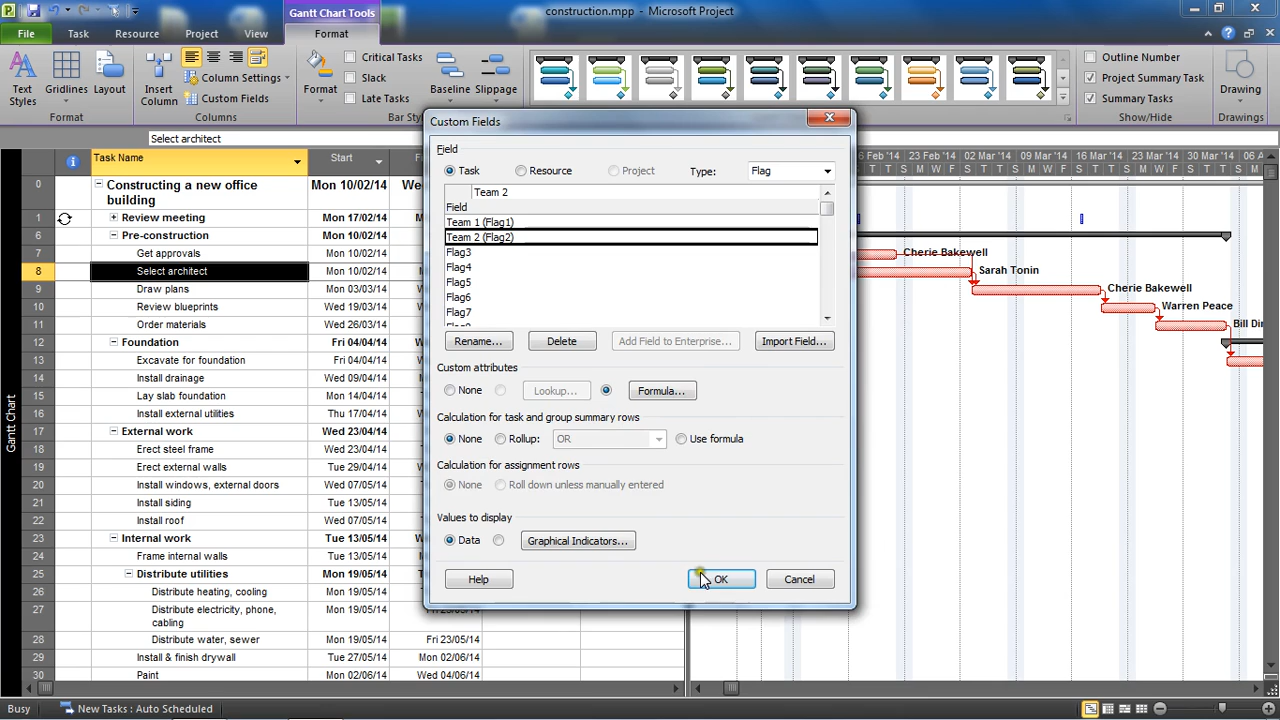 Gantt Chart Tools
construction.mpp - Microsoft Project
File
Task
Resource
Project
View
Format
Text Styles
Gridlines
Layout
Format
Insert Column
Column Settings
Custom Fields
Columns
Format
Critical Tasks
Slack
Late Tasks
Bar Sty
Baseline
Slippage
Outline Number
Project Summary Task
Summary Tasks
Show/Hide
Drawing
Drawings
Select architect
Task Name
Start
Constructing a new office building
Review meeting
Pre-construction
Get approvals
Select architect
Draw plans
Review blueprints
Order materials
Foundation
Excavate for foundation
Install drainage
Lay slab foundation
Install external utilities
External work
Erect steel frame
Erect external walls
Install windows, external doors
Install siding
Install roof
Internal work
Frame internal walls
Distribute utilities
Distribute heating, cooling
Distribute electricity, phone, cabling
Distribute water, sewer
Install & finish drywall
Paint
0
1
6
7
8
9
10
11
12
13
14
15
16
17
18
19
20
21
22
23
24
25
26
27
28
29
30
Mon 10/02/14
Mon 17/02/14
Mon 10/02/14
Mon 10/02/14
Mon 10/02/14
Mon 03/03/14
Wed 19/03/14
Wed 26/03/14
Fri 04/04/14
Fri 04/04/14
Wed 09/04/14
Mon 14/04/14
Thu 17/04/14
Wed 23/04/14
Wed 23/04/14
Tue 29/04/14
Fri 02/05/14
Wed 07/05/14
Wed 07/05/14
Tue 13/05/14
Tue 13/05/14
Mon 19/05/14
Mon 19/05/14
Mon 19/05/14
Mon 19/05/14
Tue 27/05/14
Mon 02/06/14
Fri 23/05/14
Mon 02/06/14
Wed 04/06/14
Custom Fields
Field
Task
Resource
Project
Type:
Flag
Team 2
Field
Team 1 (Flag1)
Team 2 (Flag2)
Flag3
Flag4
Flag5
Flag6
Flag7
Rename...
Delete
Add Field to Enterprise...
Import Field...
Custom attributes
None
Lookup...
Formula...
Calculation for task and group summary rows
None
Rollup:
OR
Use formula
Calculation for assignment rows
None
Roll down unless manually entered
Values to display
Data
Graphical Indicators...
Help
OK
Cancel
Feb '14
23 Feb '14
02 Mar '14
09 Mar '14
16 Mar '14
23 Mar '14
30 Mar '14
06 A
Cherie Bakewell
Sarah Tonin
Cherie Bakewell
Warren Peace
Bill Di
Gantt Chart
Busy
New Tasks : Auto Scheduled